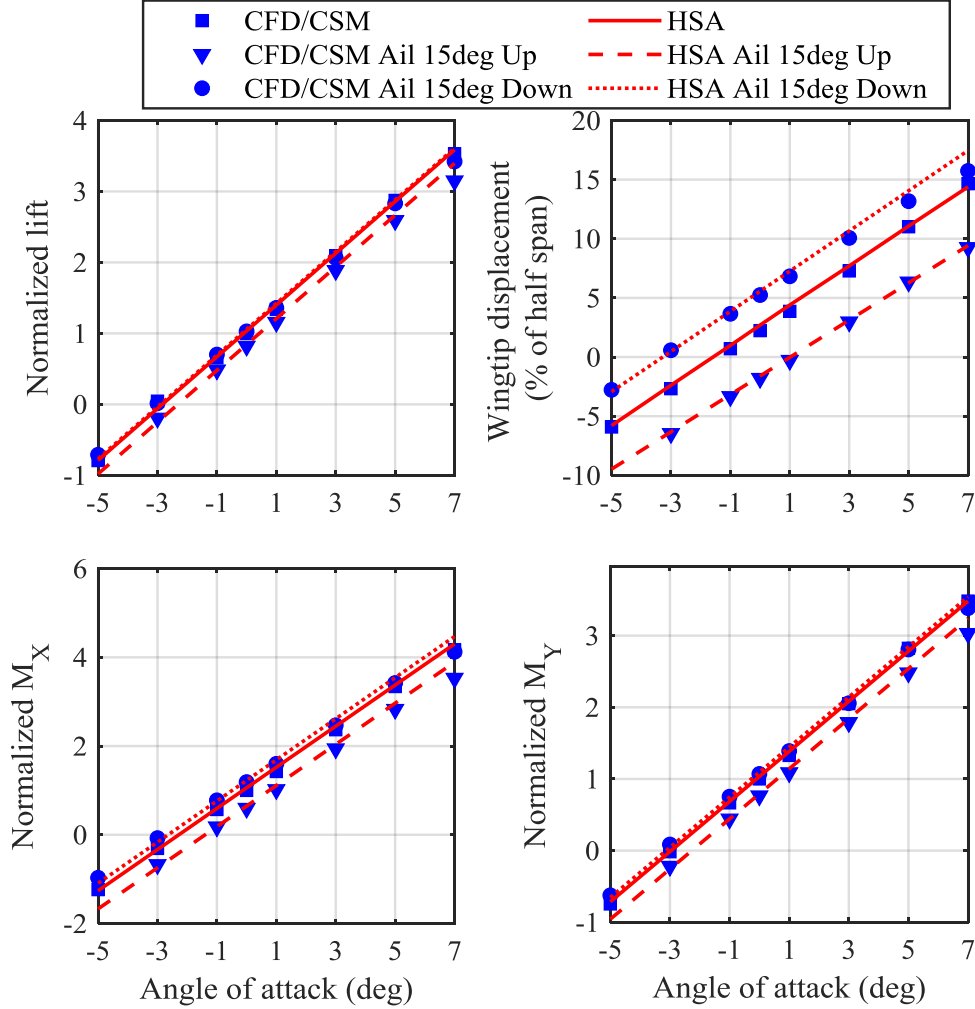 CFD/CSM
HSA
CFD/CSM Ail 15deg Up
HSA Ail 15deg Up
CFD/CSM Ail 15deg Down
HSA Ail 15deg Down
Normalized lift
4
3
2
1
0
-1
-5 -3 -1 1 3 5 7
Wingtip displacement
(% of half span)
20
15
10
5
0
-5
-10
-5 -3 -1 1 3 5 7
Normalized M_X
6
4
2
0
-2
-5 -3 -1 1 3 5 7
Angle of attack (deg)
Normalized M_Y
3
2
1
0
-1
-5 -3 -1 1 3 5 7
Angle of attack (deg)